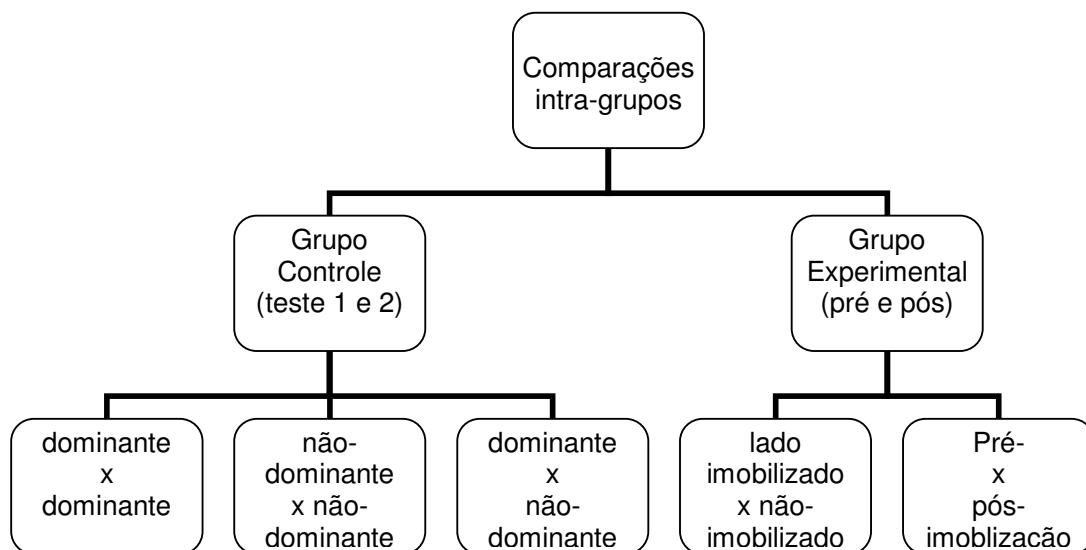 Comparações
intra-grupos
Grupo
Controle
(teste 1 e 2)
Grupo
Experimental
(pré e pós)
dominante
x
dominante
não-
dominante
x não-
dominante
dominante
x
não-
dominante
lado
imobilizado
x não-
imobilizado
Pré-
x
pós-
imoblização